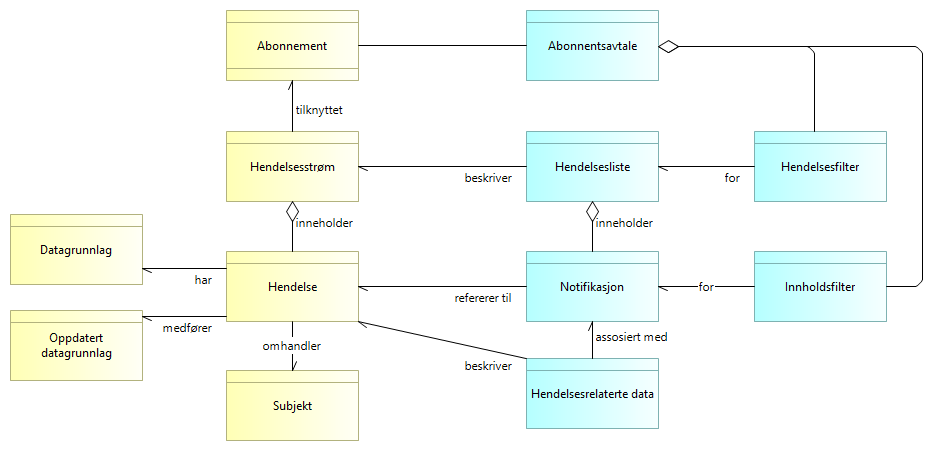 Abonnement
Abonnentsavtale
tilknyttet
Hendelsesstrøm
Hendelsesliste
Hendelsesfilter
beskriver
for
inneholder
inneholder
Datagrunnlag
Hendelse
Notifikasjon
Innholdsfilter
har
refererer til
for
medfører
Oppdatert
datagrunnlag
omhandler
assosiert med
beskriver
Subjekt
Hendelsesrelaterte data